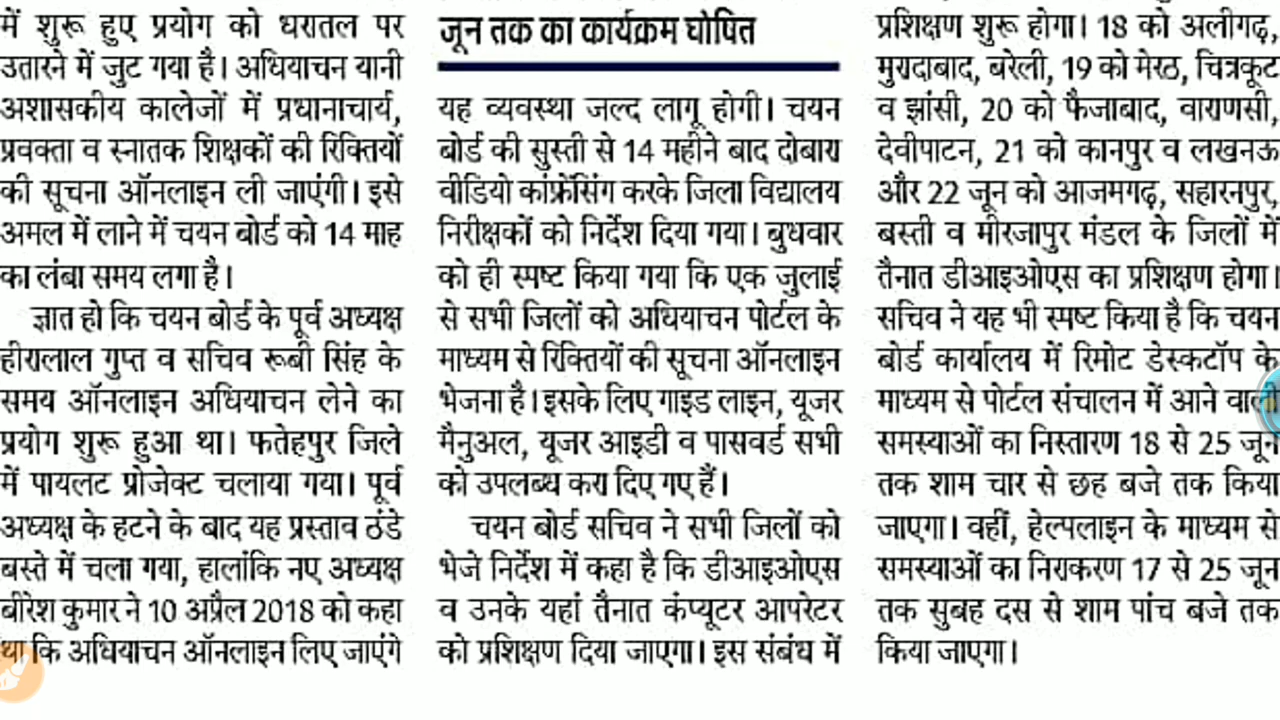 में शुरू हुए प्रयोग को धरातल पर
उतारने में जुट गया है। अधियाचन यानी
अशासकीय कालेजों में प्रधानाचार्य,
प्रवक्ता व स्नातक शिक्षकों की रिक्तियों
की सूचना ऑनलाइन ली जाएंगी। इसे
अमल में लाने में चयन बोर्ड को 14 माह
का लंबा समय लगा है।
ज्ञात हो कि चयन बोर्ड के पूर्व अध्यक्ष
हीरालाल गुप्त व सचिव रूबी सिंह के
समय ऑनलाइन अधियाचन लेने का
प्रयोग शुरू हुआ था। फतेहपुर जिले
में पायलट प्रोजेक्ट चलाया गया। पूर्व
अध्यक्ष के हटने के बाद यह प्रस्ताव ठंडे
बस्ते में चला गया, हालांकि नए अध्यक्ष
बीरेश कुमार ने 10 अप्रैल 2018 को कहा
था कि अधियाचन ऑनलाइन लिए जाएंगे
जून तक का कार्यक्रम घोषित
यह व्यवस्था जल्द लागू होगी। चयन
बोर्ड की सुस्ती से 14 महीने बाद दोबारा
वीडियो कांफ्रेंसिंग करके जिला विद्यालय
निरीक्षकों को निर्देश दिया गया। बुधवार
को ही स्पष्ट किया गया कि एक जुलाई
से सभी जिलों को अधियाचन पोर्टल के
माध्यम से रिक्तियों की सूचना ऑनलाइन
भेजना है। इसके लिए गाइड लाइन, यूजर
मैनुअल, यूजर आइडी व पासवर्ड सभी
को उपलब्ध करा दिए गए हैं।
चयन बोर्ड सचिव ने सभी जिलों को
भेजे निर्देश में कहा है कि डीआइओएस
व उनके यहां तैनात कंप्यूटर आपरेटर
को प्रशिक्षण दिया जाएगा। इस संबंध में
प्रशिक्षण शुरू होगा। 18 को अलीगढ़,
मुरादाबाद, बरेली, 19 को मेरठ, चित्रकूट
व झांसी, 20 को फैजाबाद, वाराणसी,
देवीपाटन, 21 को कानपुर व लखनऊ
और 22 जून को आजमगढ़, सहारनपुर,
बस्ती व मीरजापुर मंडल के जिलों में
तैनात डीआइओएस का प्रशिक्षण होगा।
सचिव ने यह भी स्पष्ट किया है कि चयन
बोर्ड कार्यालय में रिमोट डेस्कटॉप के
माध्यम से पोर्टल संचालन में आने वाली
समस्याओं का निस्तारण 18 से 25 जून
तक शाम चार से छह बजे तक किया
जाएगा। वहीं, हेल्पलाइन के माध्यम से
समस्याओं का निराकरण 17 से 25 जून
तक सुबह दस से शाम पांच बजे तक
किया जाएगा।